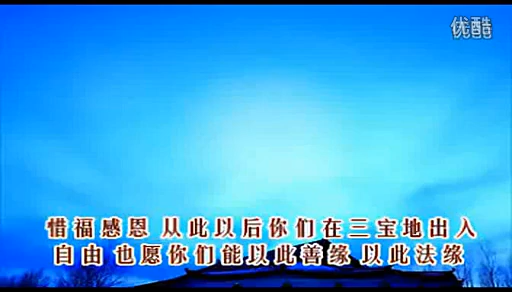 优酷
惜福感恩 从此以后你们在三宝地出入
自由 也愿你们能以此善缘 以此法缘